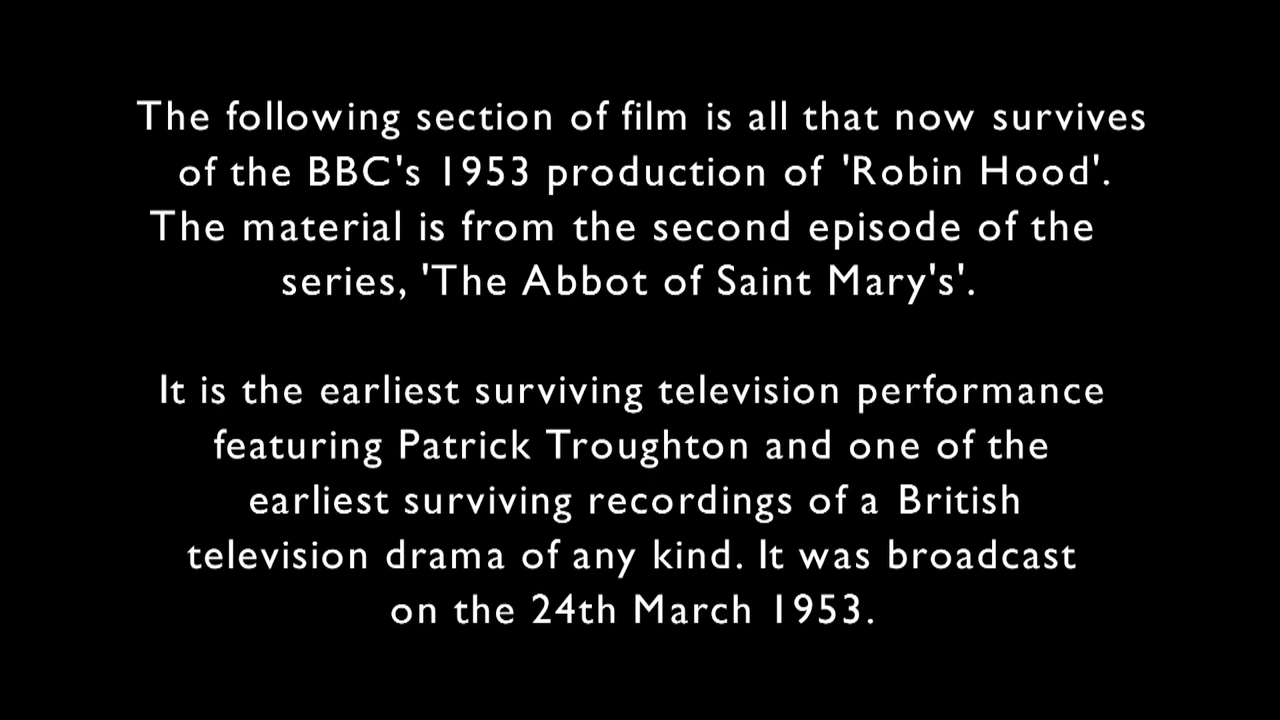 The following section of film is all that now survives
of the BBC's 1953 production of 'Robin Hood'.
The material is from the second episode of the
series, 'The Abbot of Saint Mary's'.
It is the earliest surviving television performance
featuring Patrick Troughton and one of the
earliest surviving recordings of a British
television drama of any kind. It was broadcast
on the 24th March 1953.